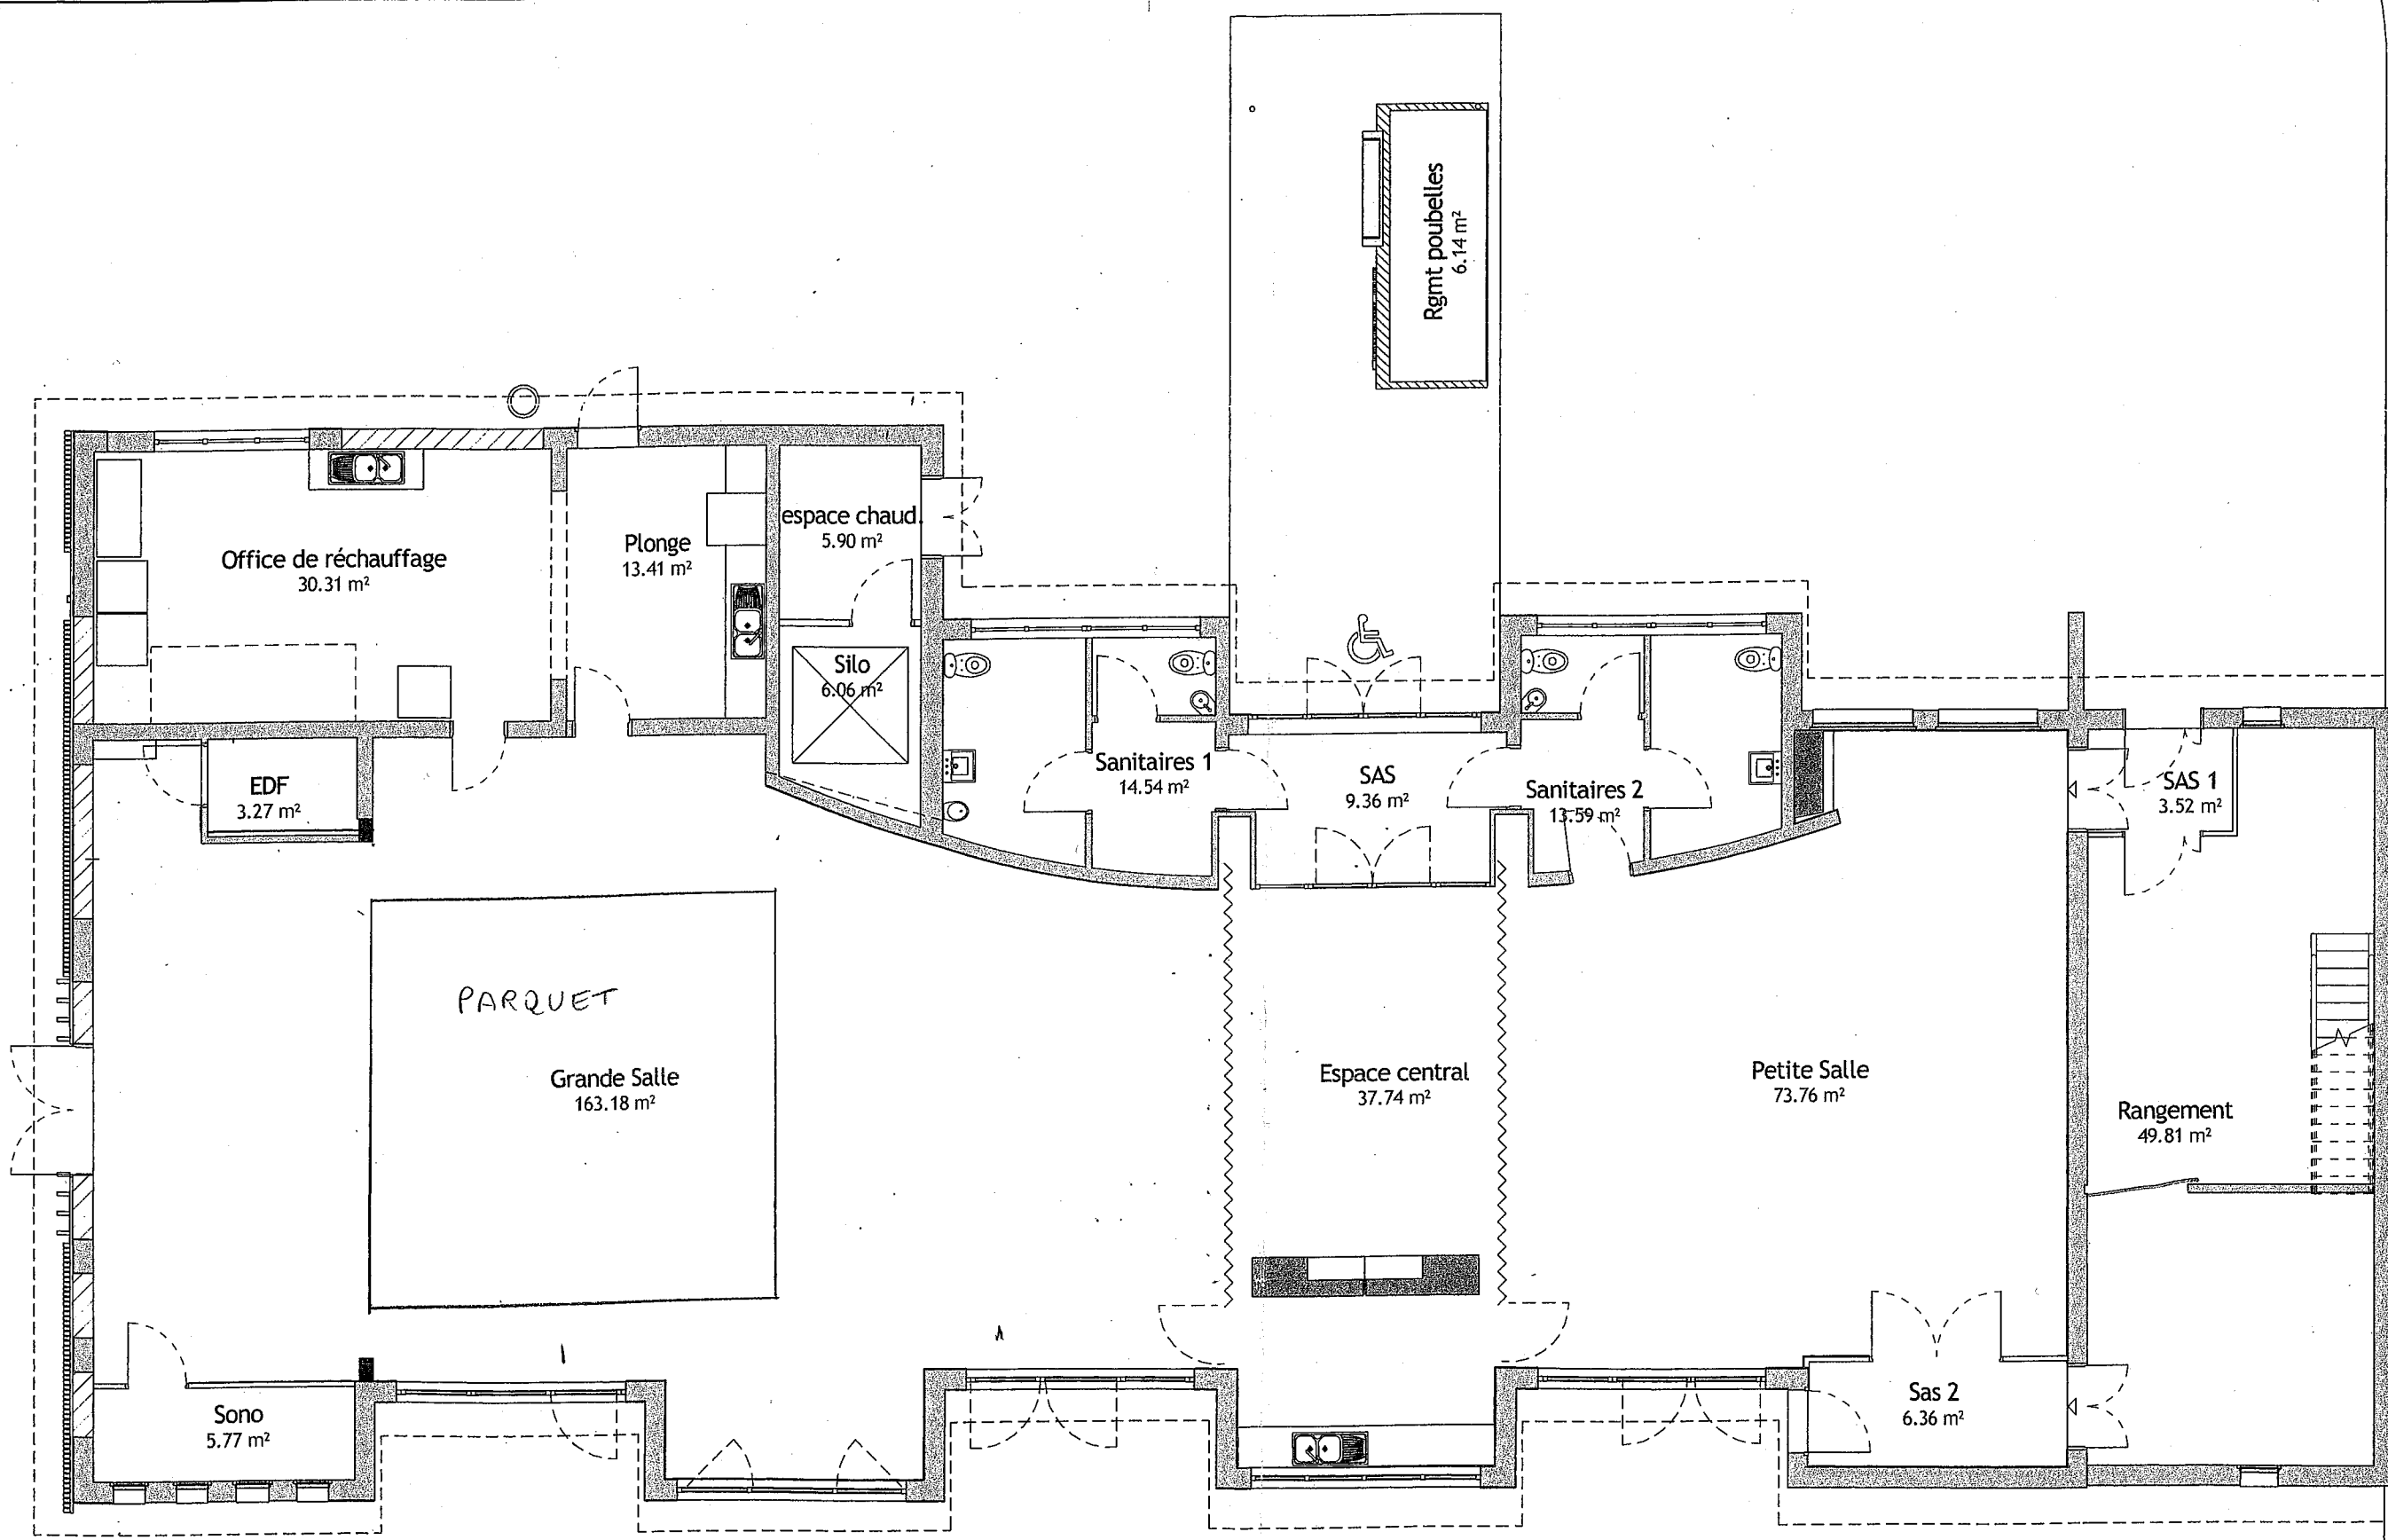 Rgmt poubelles
6.14 m²
Office de réchauffage
30.31 m²
Plonge
13.41 m²
espace chaud.
5.90 m²
Silo
6.06 m²
EDF
3.27 m²
Sanitaires 1
14.54 m²
SAS
9.36 m²
Sanitaires 2
13.59 m²
SAS 1
3.52 m²
PARQUET
Grande Salle
163.18 m²
Espace central
37.74 m²
Petite Salle
73.76 m²
Rangement
49.81 m²
Sono
5.77 m²
Sas 2
6.36 m²